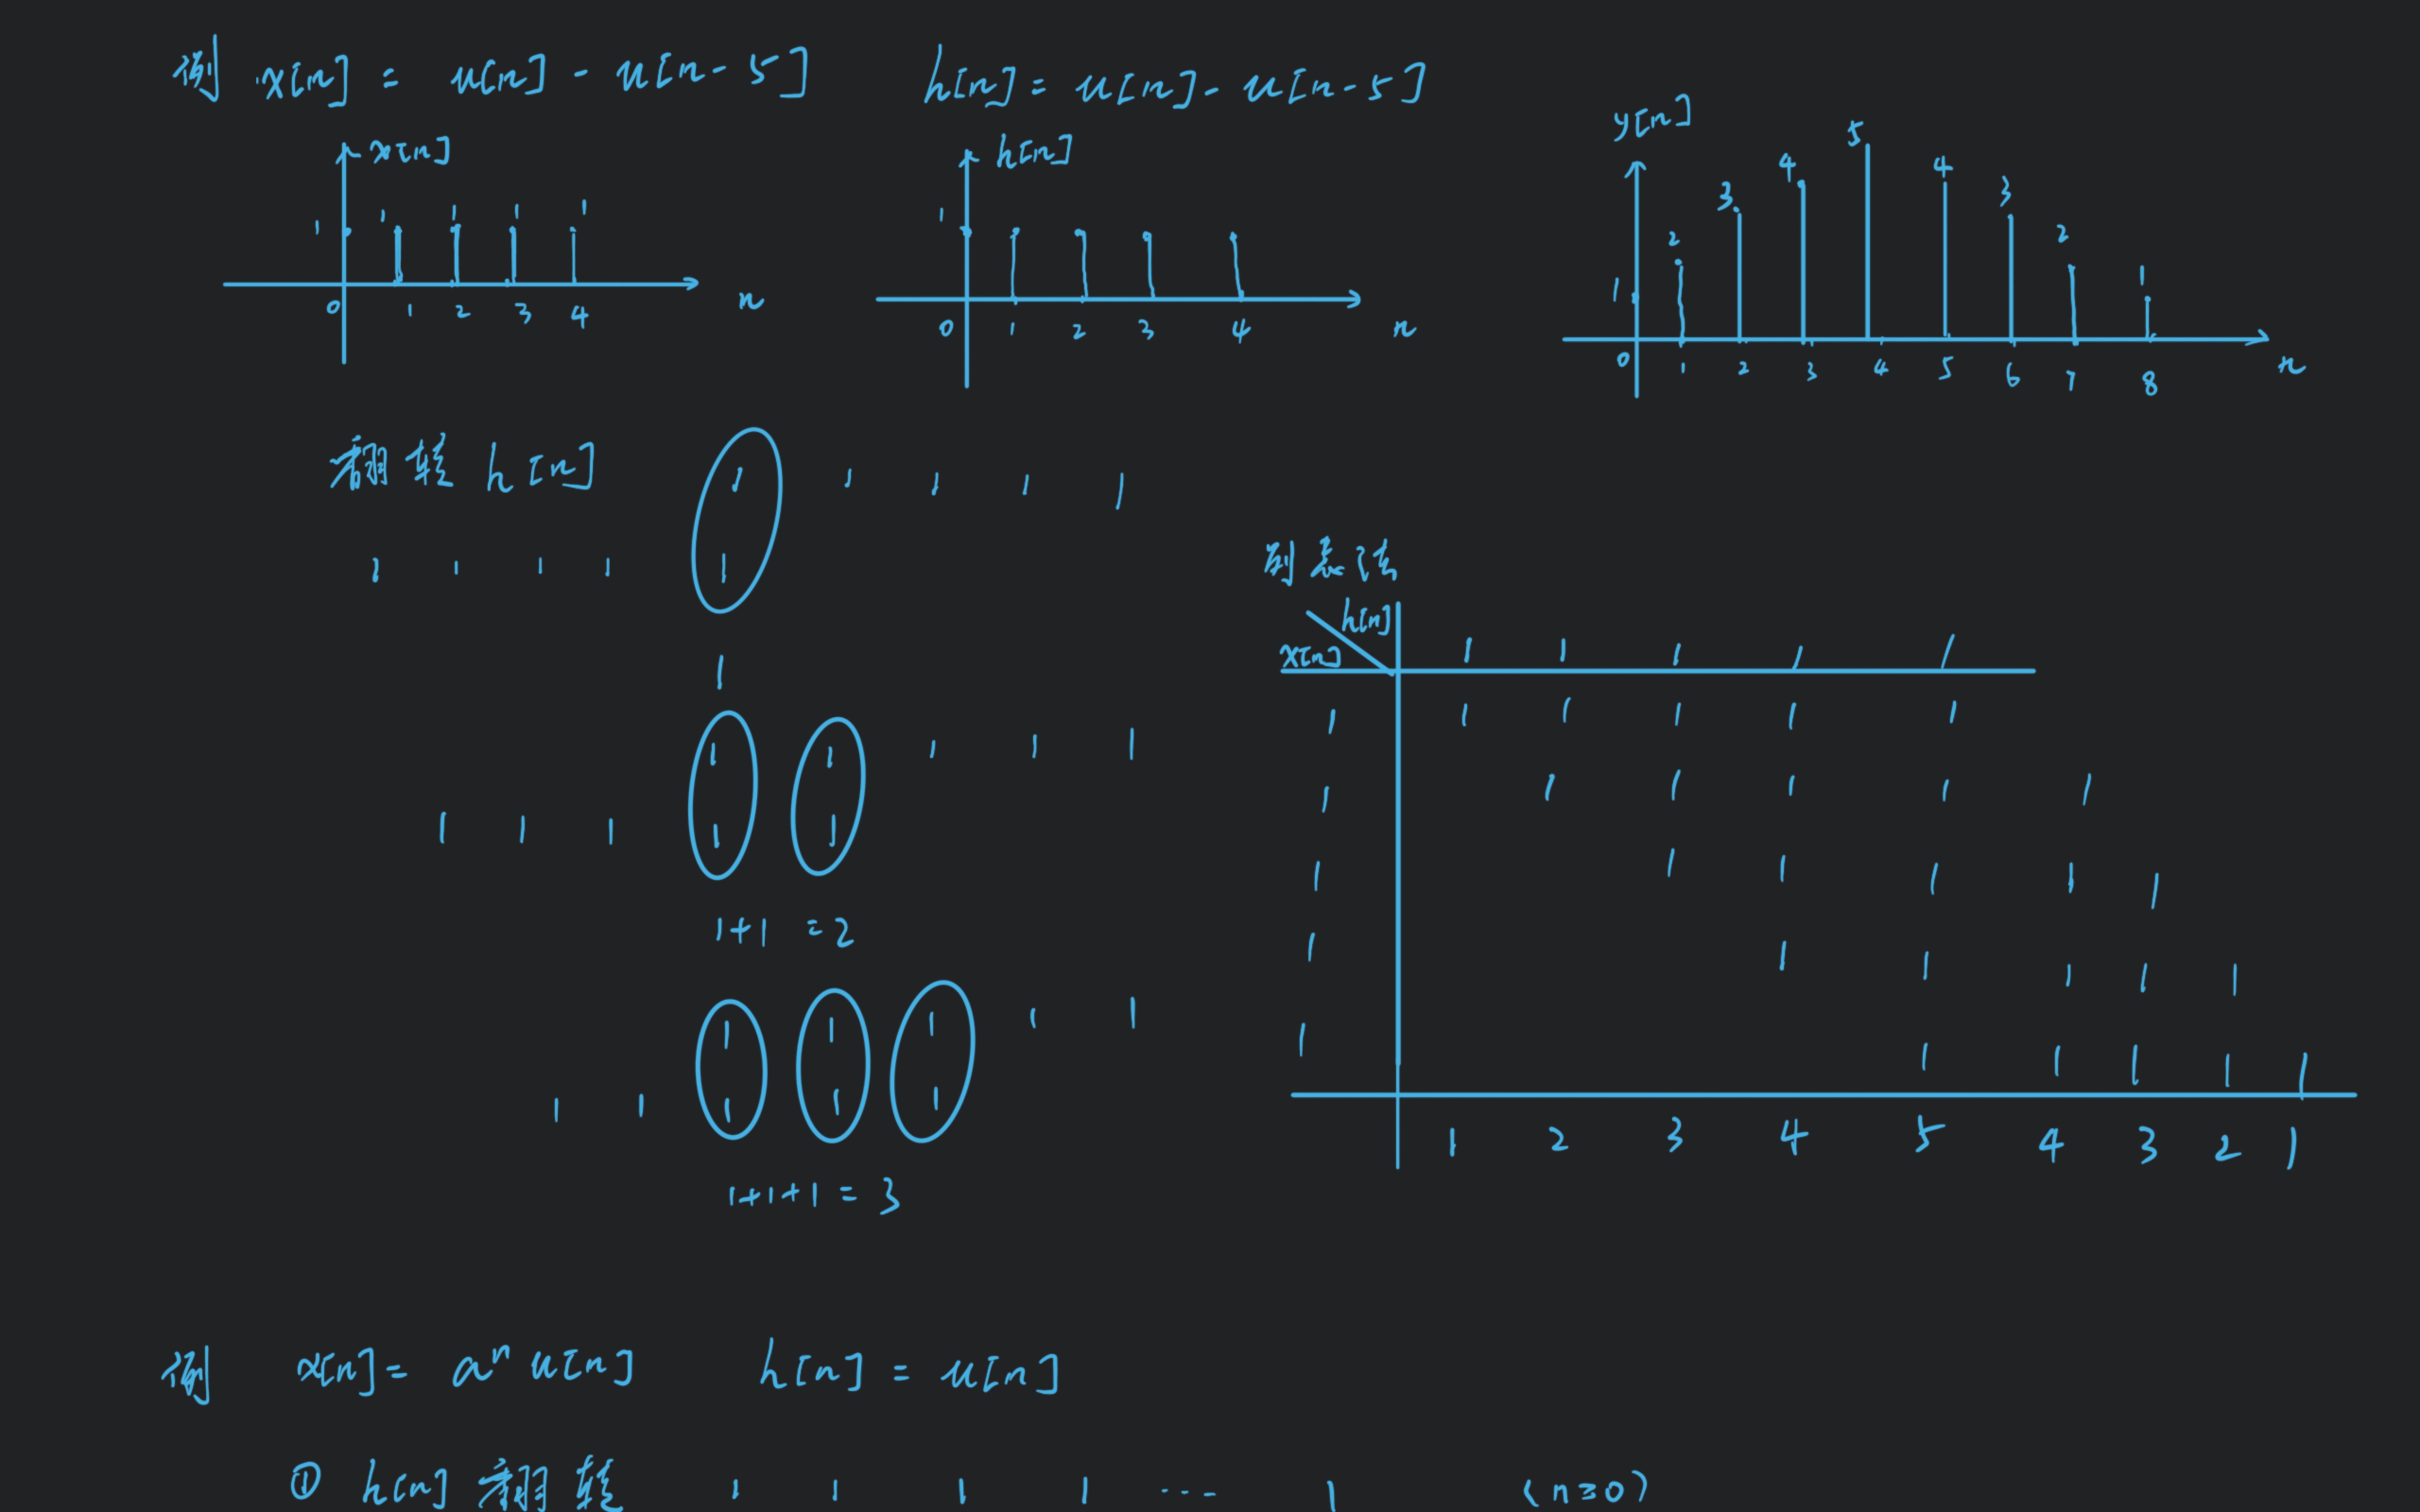 例 x[n] = u[n] - u[n-5] h[n] = u[n] - u[n-5]
x[n] h[n] y[n]
1 1 1 1 1
1
1 2 3 4 5 4 3 2 1
0 1 2 3 4 n
0 1 2 3 4 n
0 1 2 3 4 5 6 7 8 n
翻转 h[n]
1 1 1 1 1
1 1 1 1 1
1
1 1 1 1 1
1 1 1 1 1
1+1 =2
1 1 1 1 1
1 1 1 1 1
1+1+1 = 3
列表法
h[n]
x[n] 1 1 1 1 1
1 1 1 1 1 1
1 1 1 1 1 1
1 1 1 1 1 1
1 1 1 1 1 1
1 1 1 1 1 1
1 2 3 4 5 4 3 2 1
例 x[n] = aⁿ u[n] h[n] = u[n]
① h[n] 翻转 1 1 1 1 ... 1 (n≥0)